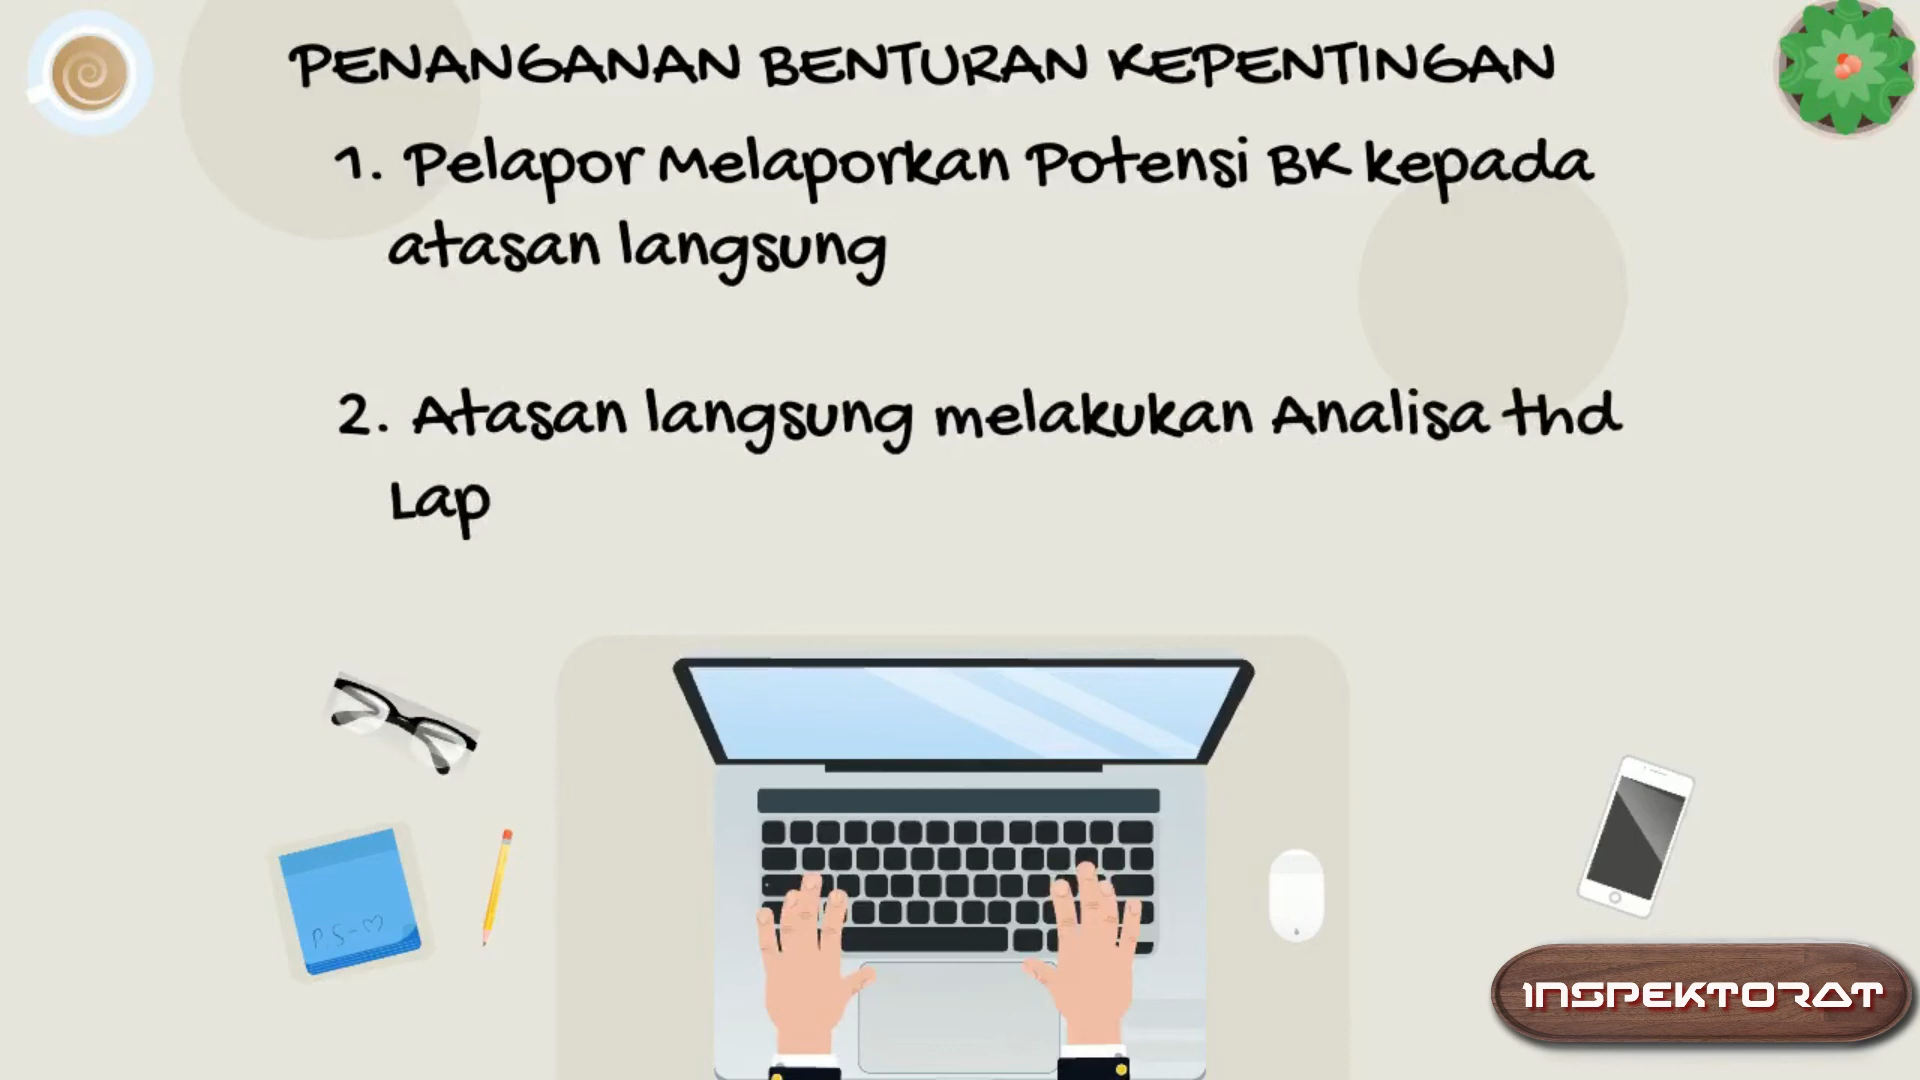 PENANGANAN BENTURAN KEPENTINGAN
1. Pelapor Melaporkan Potensi BK kepada
atasan langsung
2. Atasan langsung melakukan Analisa thd
Lap
P.S-♡
INSPEKTORAT